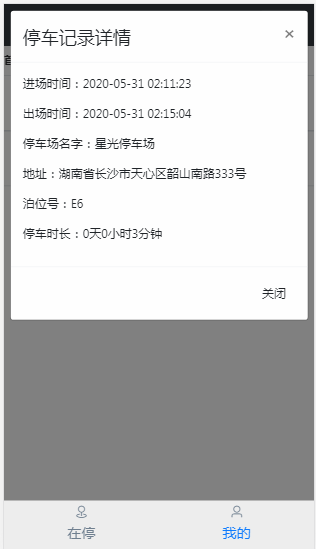 停车记录详情 ×
进场时间：2020-05-31 02:11:23
出场时间：2020-05-31 02:15:04
停车场名字：星光停车场
地址：湖南省长沙市天心区韶山南路333号
泊位号：E6
停车时长：0天0小时3分钟
关闭
在停
我的